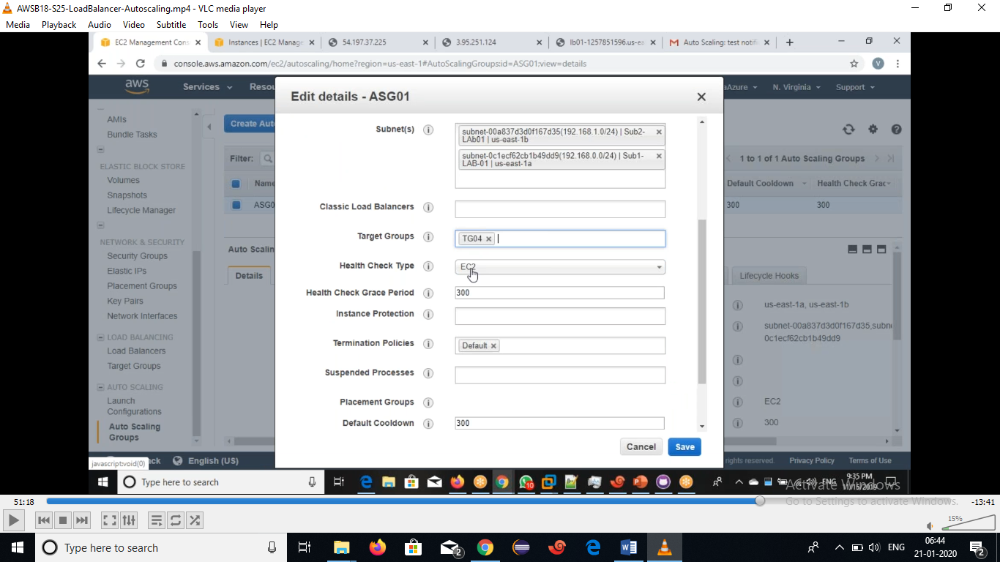 AWSB18-S25-LoadBalancer-Autoscaling.mp4 - VLC media player
Media Playback Audio Video Subtitle Tools View Help
EC2 Management Cons Instances | EC2 Manage 54.197.37.225 3.95.251.124 lb01-1257851596.us-ea Auto Scaling: test notifi
console.aws.amazon.com/ec2/autoscaling/home?region=us-east-1#AutoScalingGroups:id=ASG01:view=details
V
aws Services Resou Edit details - ASG01 Azure N. Virginia Support
AMIs
Bundle Tasks
ELASTIC BLOCK STORE
Volumes
Snapshots
Lifecycle Manager
NETWORK & SECURITY
Security Groups
Elastic IPs
Placement Groups
Key Pairs
Network Interfaces
LOAD BALANCING
Load Balancers
Target Groups
AUTO SCALING
Launch
Configurations
Auto Scaling
Groups
Create Aut
Filter:
Name
ASG0
Auto Scalin
Details
Subnet(s) subnet-00a837d3d0f167d35(192.168.1.0/24) | Sub2-
LAb01 | us-east-1b
subnet-0c1ecf62cb1b49dd9(192.168.0.0/24) | Sub1-
LAB-01 | us-east-1a
Classic Load Balancers
Target Groups TG04
Health Check Type EC2
Health Check Grace Period 300
Instance Protection
Termination Policies Default
Suspended Processes
Placement Groups
Default Cooldown 300
Cancel Save
1 to 1 of 1 Auto Scaling Groups
Default Cooldown Health Check Grac
300 300
Lifecycle Hooks
us-east-1a, us-east-1b
subnet-00a837d3d0f167d35,subn
0c1ecf62cb1b49dd9
EC2
300
javascript:void(0) ck English (US) rights reserved. Privacy Policy Terms of Use
Type here to search 10 ENG 9:35 PM
11/15/2019
Activate Windows
Go to Settings to activate Windows.
51:18 -13:41
15%
Type here to search 2 ENG 06:44
21-01-2020 2